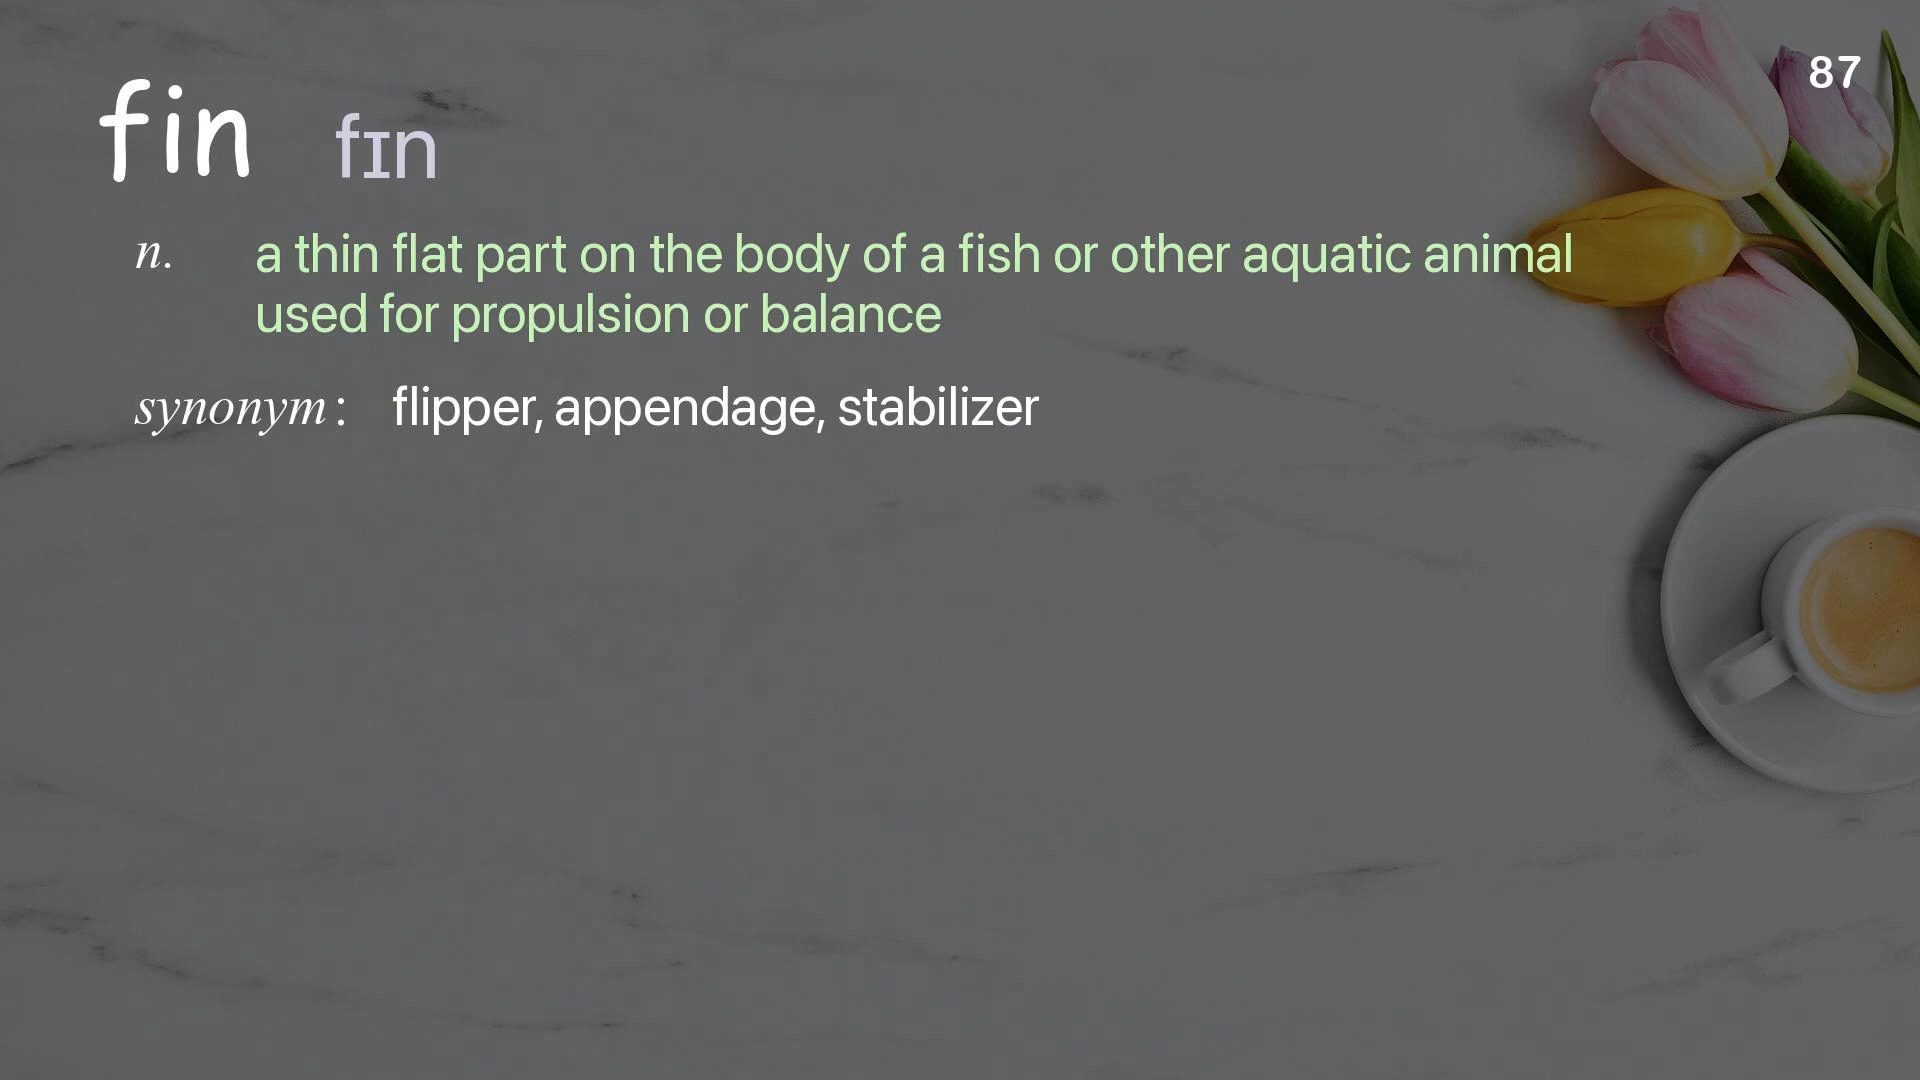 87
fin fɪn
n. a thin flat part on the body of a fish or other aquatic animal
used for propulsion or balance
synonym: flipper, appendage, stabilizer